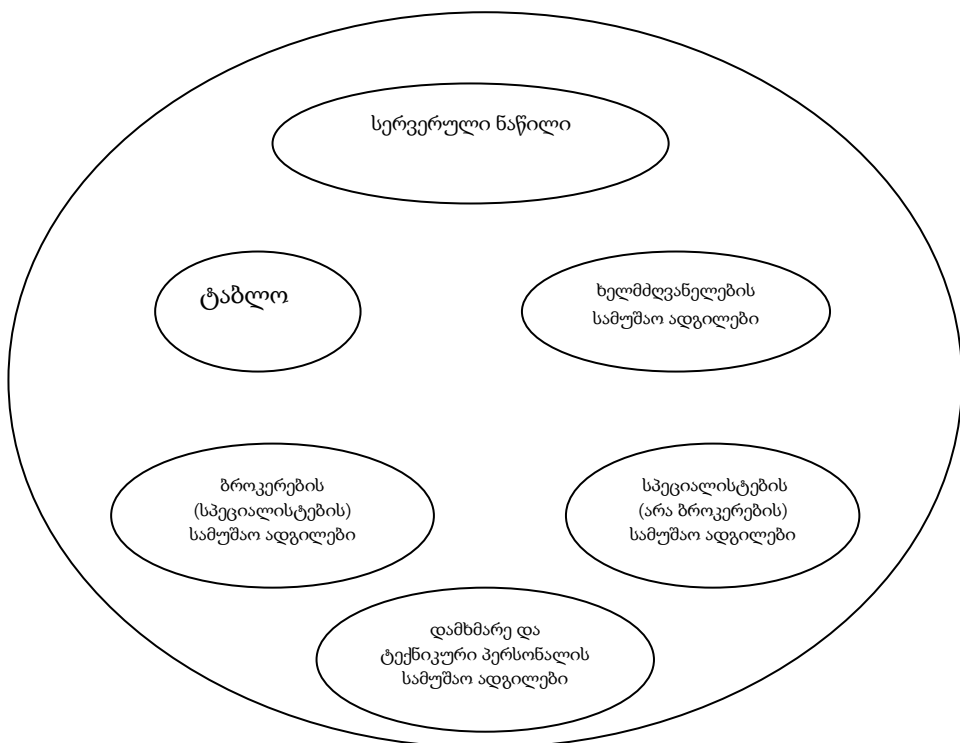 სერვერული ნაწილი
ტაბლო
ხელმძღვანელების
სამუშაო ადგილები
ბროკერების
(სპეციალისტების)
სამუშაო ადგილები
სპეციალისტების
(არა ბროკერების)
სამუშაო ადგილები
დამხმარე და
ტექნიკური პერსონალის
სამუშაო ადგილები